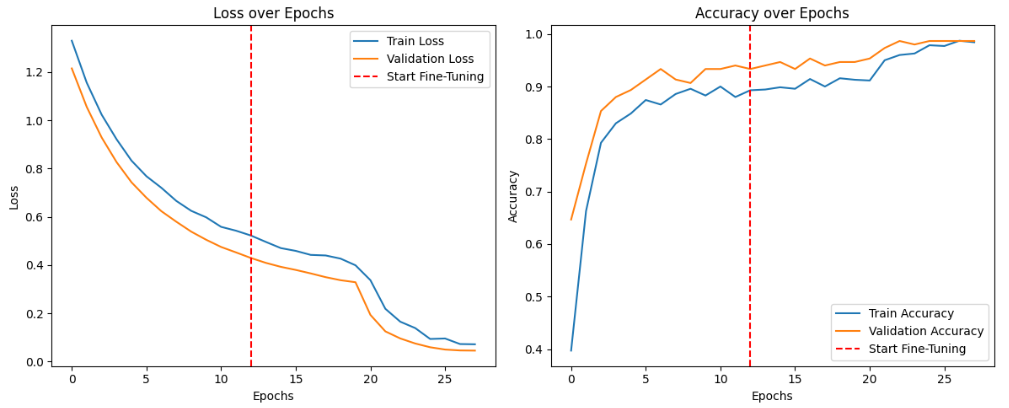 Loss over Epochs
Train Loss
Validation Loss
Start Fine-Tuning
Loss
1.2
1.0
0.8
0.6
0.4
0.2
0.0
0 5 10 15 20 25
Epochs
Accuracy over Epochs
Accuracy
1.0
0.9
0.8
0.7
0.6
0.5
0.4
Train Accuracy
Validation Accuracy
Start Fine-Tuning
0 5 10 15 20 25
Epochs